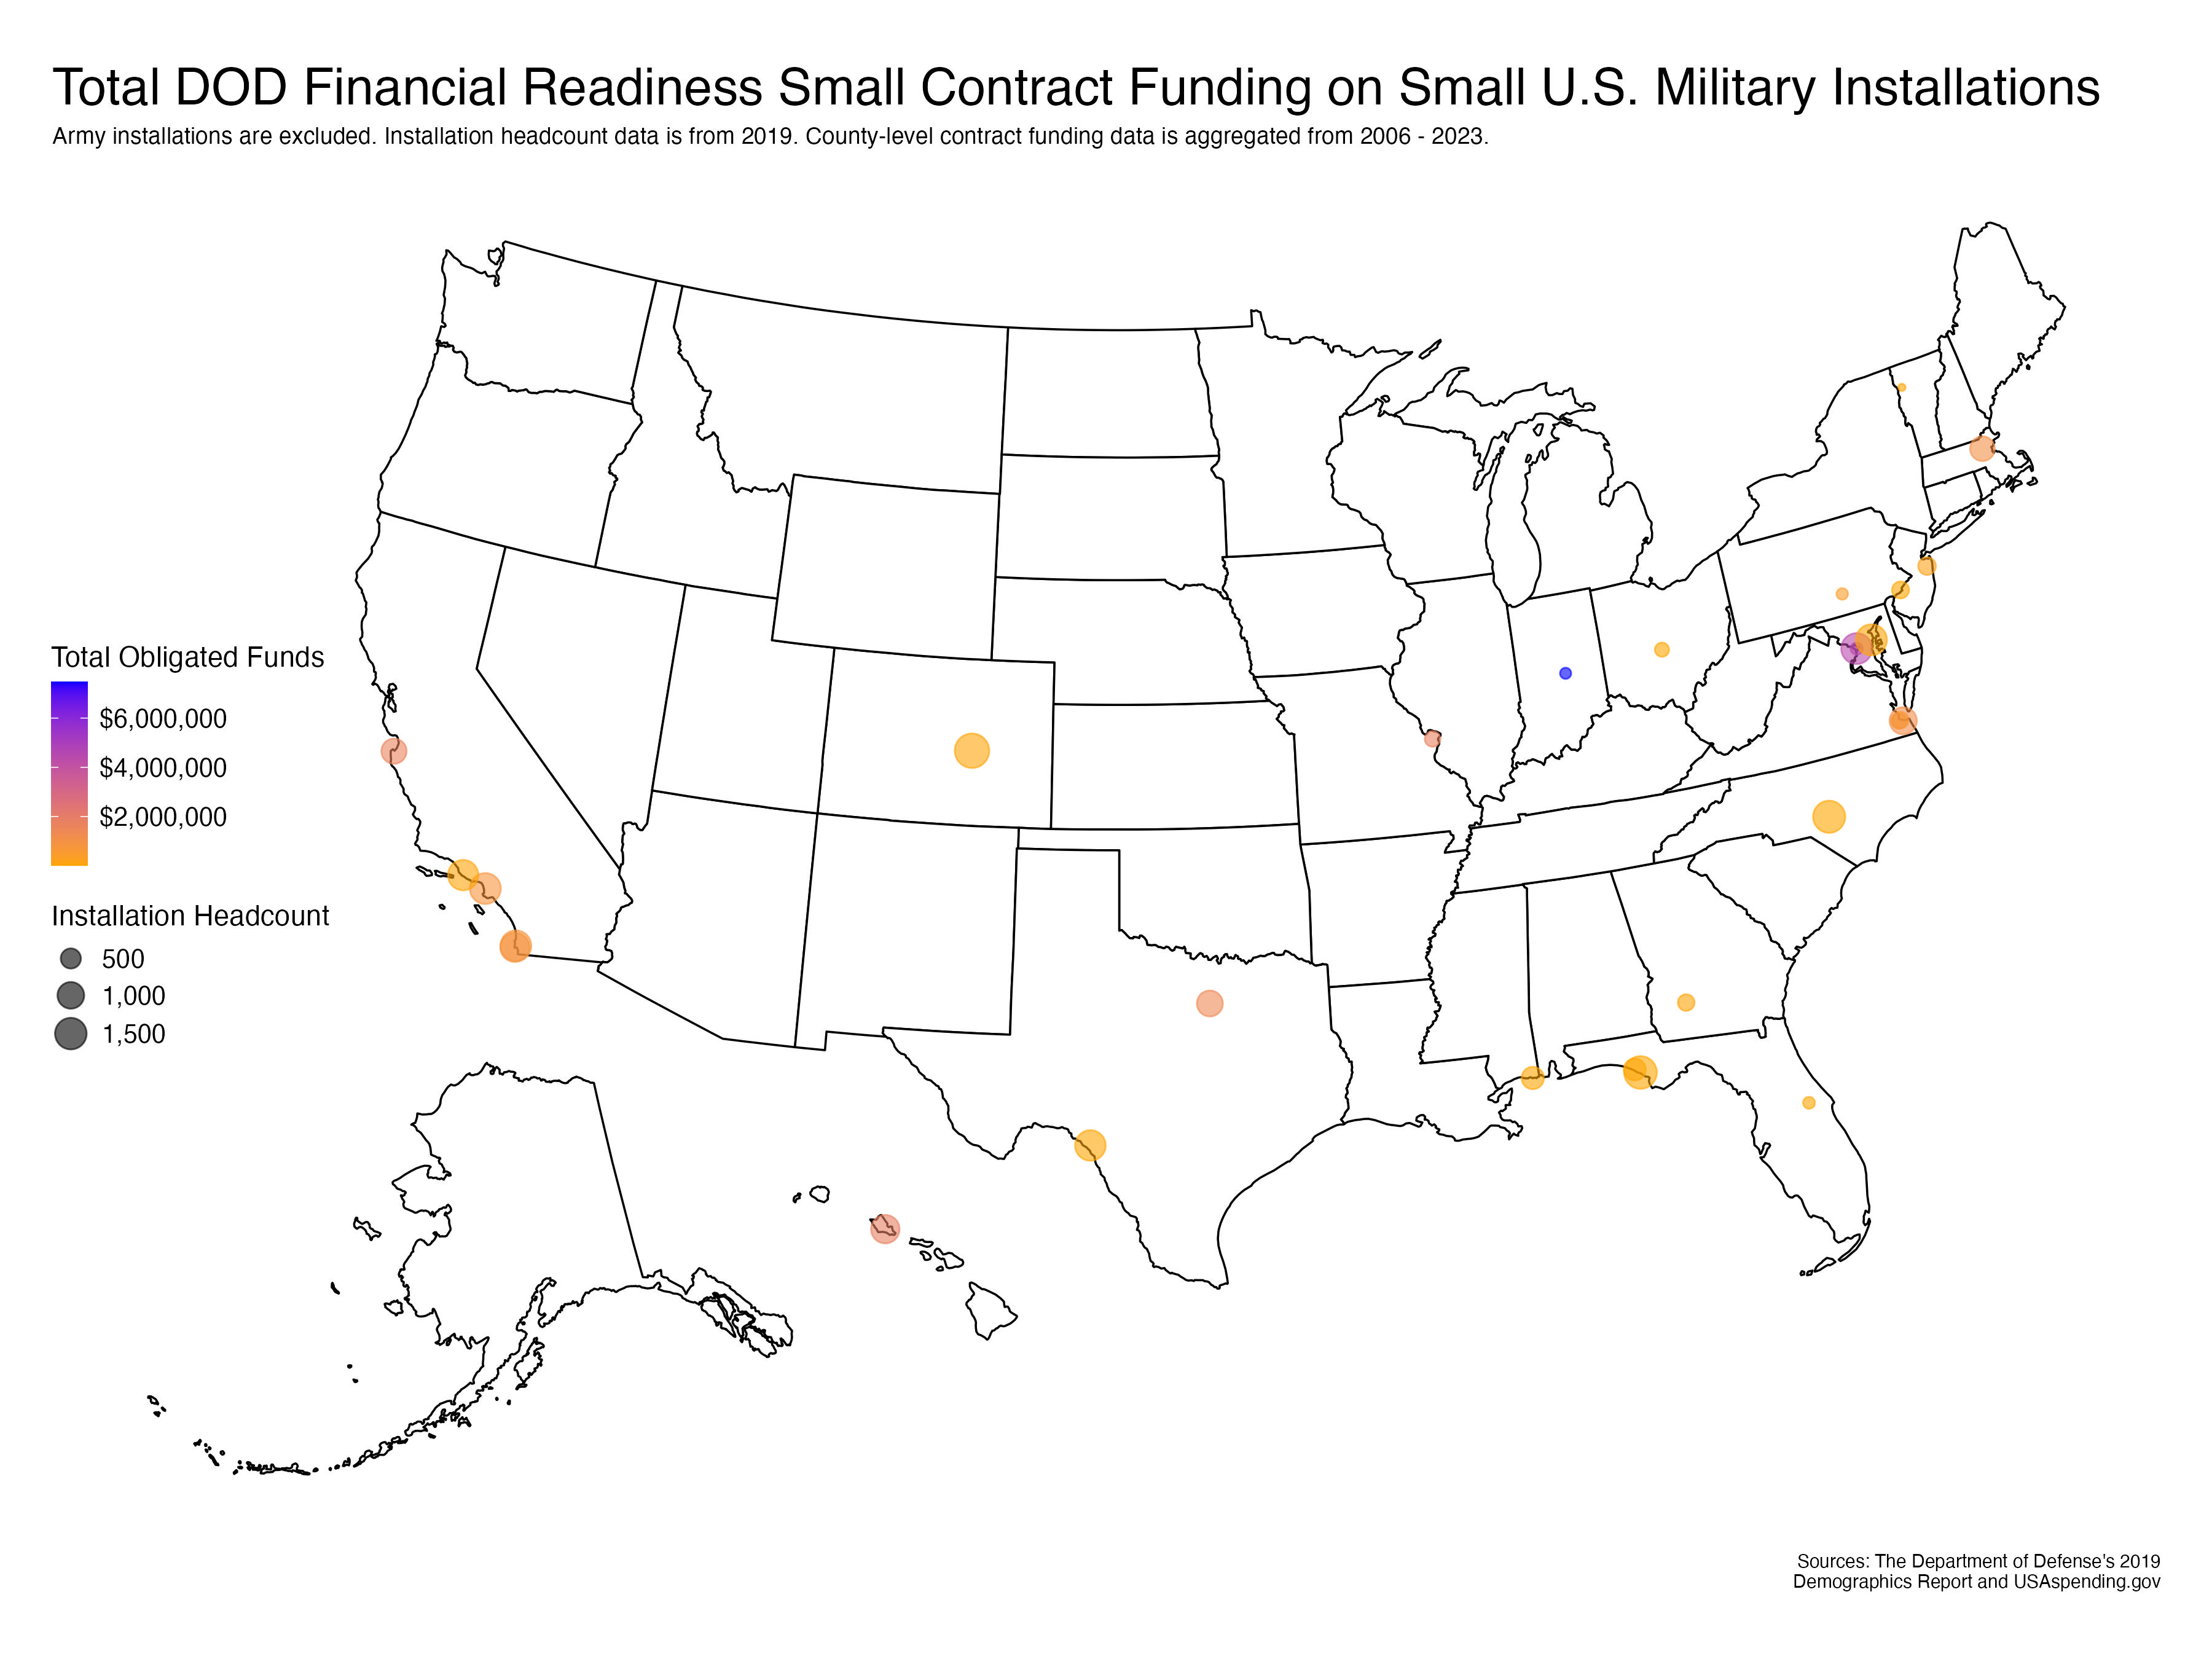 Total DOD Financial Readiness Small Contract Funding on Small U.S. Military Installations
Army installations are excluded. Installation headcount data is from 2019. County-level contract funding data is aggregated from 2006 - 2023.
Total Obligated Funds
$6,000,000
$4,000,000
$2,000,000
Installation Headcount
500
1,000
1,500
Sources: The Department of Defense's 2019
Demographics Report and USAspending.gov